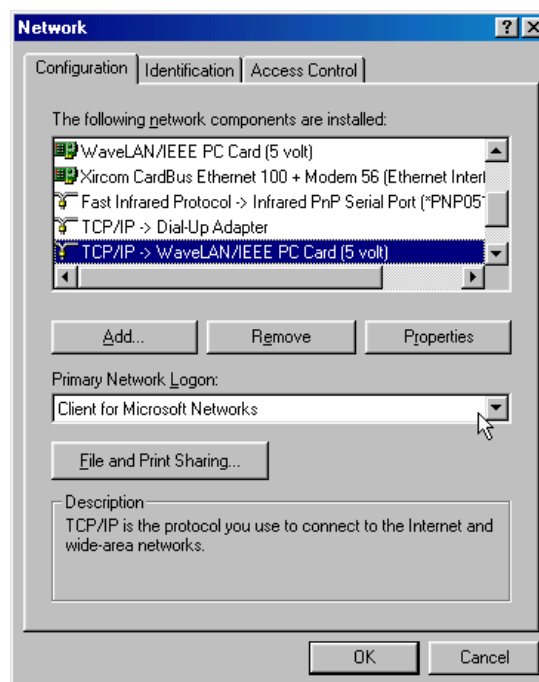 Network
Configuration Identification Access Control
The following network components are installed:
WaveLAN/IEEE PC Card (5 volt)
Xircom CardBus Ethernet 100 + Modem 56 (Ethernet Interf
Fast Infrared Protocol -> Infrared PnP Serial Port (*PNP05
TCP/IP -> Dial-Up Adapter
TCP/IP -> WaveLAN/IEEE PC Card (5 volt)
Add... Remove Properties
Primary Network Logon:
Client for Microsoft Networks
File and Print Sharing...
Description
TCP/IP is the protocol you use to connect to the Internet and
wide-area networks.
OK Cancel